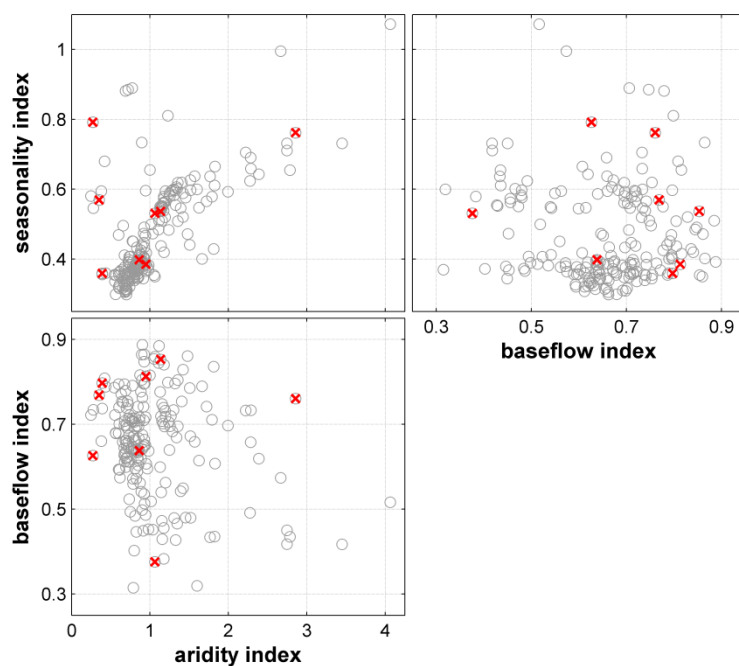 1
0.8
0.6
0.4
seasonality index
0.3 0.5 0.7 0.9
baseflow index
0.9
0.7
0.5
0.3
baseflow index
0 1 2 3 4
aridity index